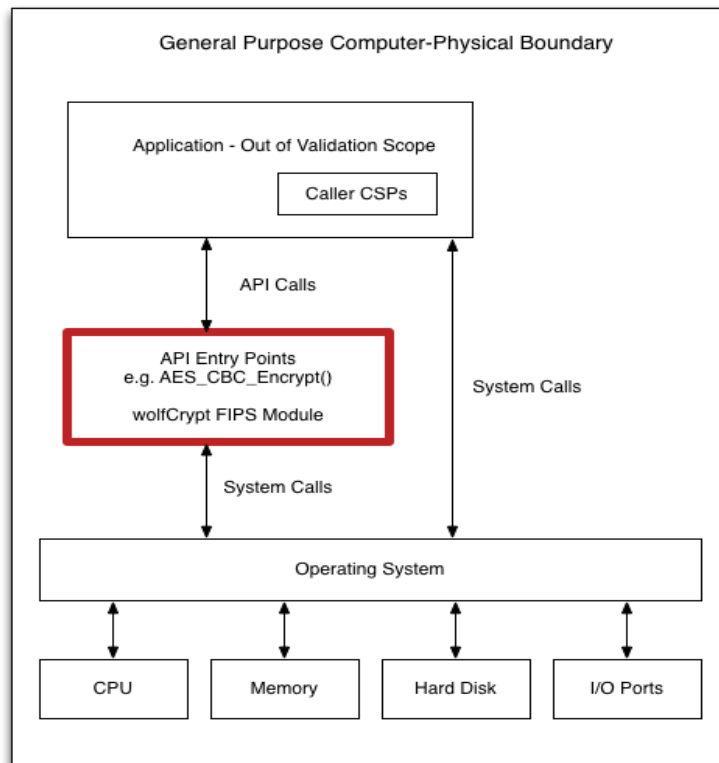 General Purpose Computer-Physical Boundary
Application - Out of Validation Scope
Caller CSPs
API Calls
API Entry Points
e.g. AES_CBC_Encrypt()
wolfCrypt FIPS Module
System Calls
System Calls
Operating System
CPU
Memory
Hard Disk
I/O Ports